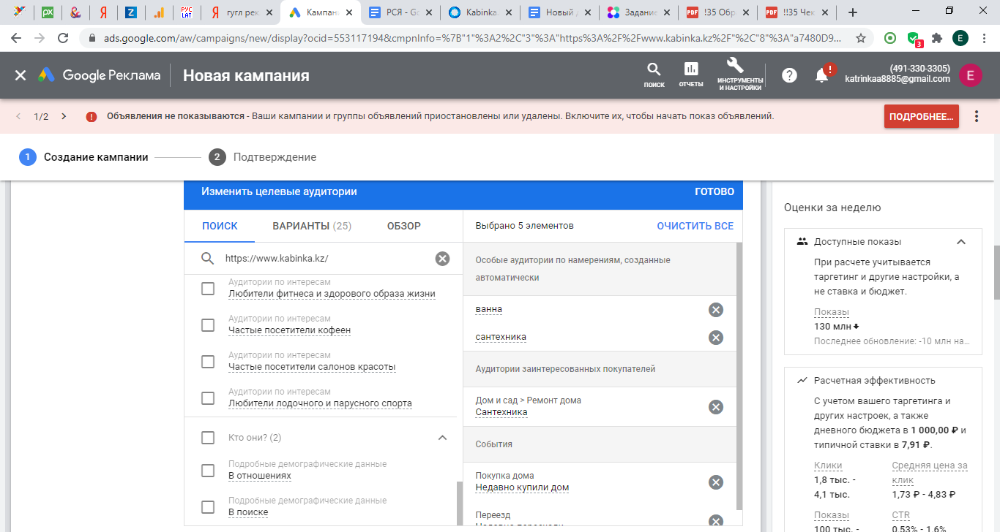 РУС
LAT
гугл рек
Кампан
РСЯ - Go
Kabinka.
Новый
Задание
!35 Обр
!!35 Чек
ads.google.com/aw/campaigns/new/display?ocid=553117194&cmpnInfo=%7B"1"%3A2%2C"3"%3A"https%3A%2F%2Fwww.kabinka.kz%2F"%2C"8"%3A"a7480D9...
3
E
Google Реклама
Новая кампания
ПОИСК
ОТЧЕТЫ
ИНСТРУМЕНТЫ
И НАСТРОЙКИ
(491-330-3305)
katrinkaa8885@gmail.com
E
1/2
Объявления не показываются - Ваши кампании и группы объявлений приостановлены или удалены. Включите их, чтобы начать показ объявлений.
ПОДРОБНЕЕ...
1 Создание кампании
2 Подтверждение
Изменить целевые аудитории
ГОТОВО
ПОИСК
ВАРИАНТЫ (25)
ОБЗОР
Выбрано 5 элементов
ОЧИСТИТЬ ВСЕ
https://www.kabinka.kz/
Аудитории по интересам
Любители фитнеса и здорового образа жизни
Аудитории по интересам
Частые посетители кофеен
Аудитории по интересам
Частые посетители салонов красоты
Аудитории по интересам
Любители лодочного и парусного спорта
Кто они? (2)
Подробные демографические данные
В отношениях
Подробные демографические данные
В поиске
Особые аудитории по намерениям, созданные
автоматически
ванна
сантехника
Аудитории заинтересованных покупателей
Дом и сад > Ремонт дома
Сантехника
События
Покупка дома
Недавно купили дом
Переезд
Недавно переехали
Оценки за неделю
Доступные показы
При расчете учитывается
таргетинг и другие настройки, а
не ставка и бюджет.
Показы
130 млн
Последнее обновление: -10 млн на...
Расчетная эффективность
С учетом вашего таргетинга и
других настроек, а также
дневного бюджета в 1 000,00 ₽ и
типичной ставки в 7,91 ₽.
Клики
1,8 тыс. -
4,1 тыс.
Средняя цена за
клик
1,73 ₽ - 4,83 ₽
Показы
100 тыс. -
CTR
0,53% - 1,6%